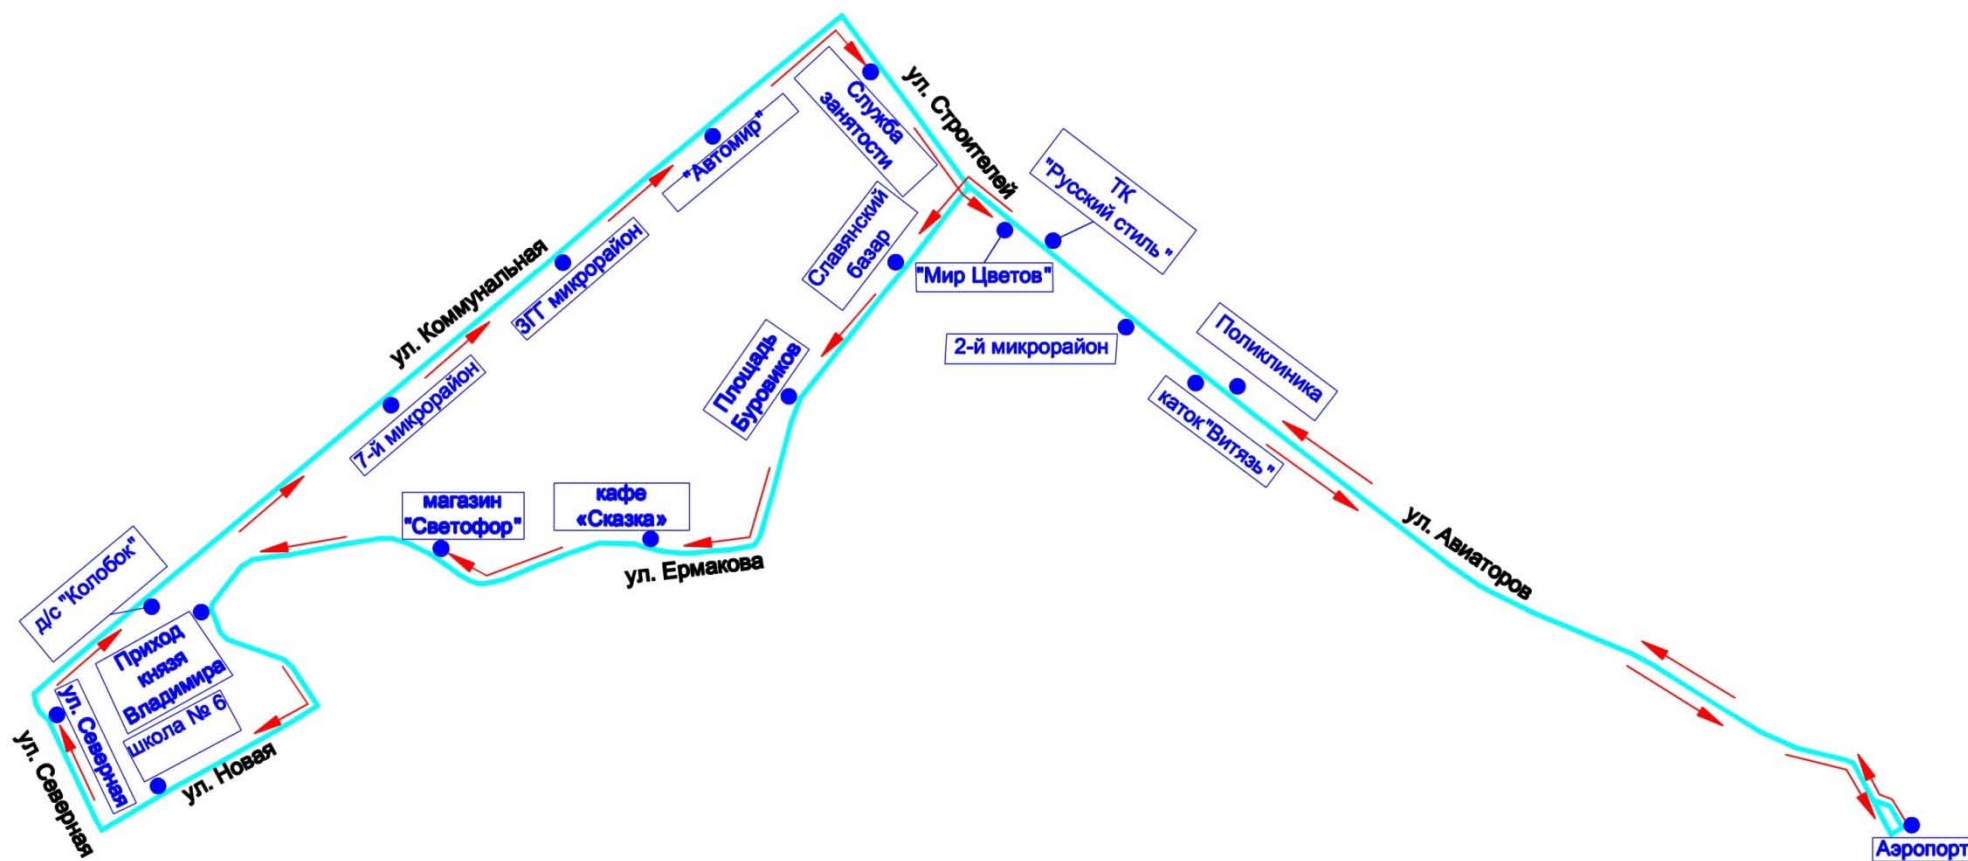 ул. Строителей
Служба
занятости
"Автомир"
ТК
"Русский стиль"
Славянский
базар
"Мир Цветов"
ул. Коммунальная
3ГГ микрорайон
7-й микрорайон
Площадь
Буровиков
2-й микрорайон
Поликлиника
каток"Витязь"
магазин
"Светофор"
кафе
«Сказка»
ул. Ермакова
ул. Авиаторов
д/с "Колобок"
Приход
князя
Владимира
школа № 6
ул. Северная
ул. Северная
ул. Новая
Аэропорт